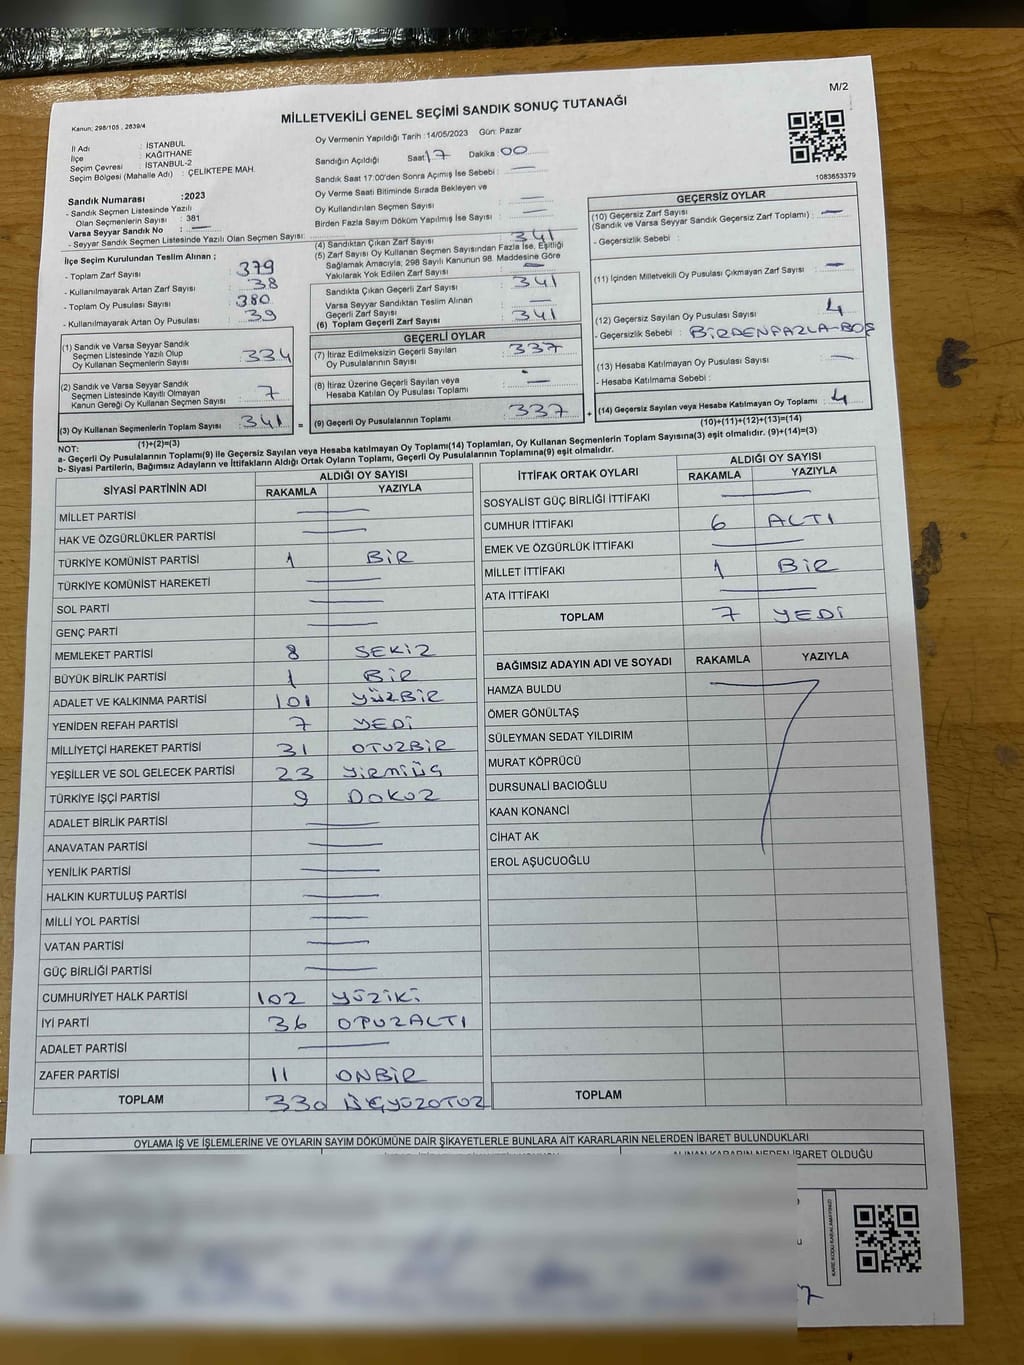 M/2
MİLLETVEKİLİ GENEL SEÇİMİ SANDIK SONUÇ TUTANAĞI
Kanun; 298/105 , 2839/4
İl Adı : İSTANBUL
İlçe : KAĞITHANE
Seçim Çevresi : İSTANBUL-2
Seçim Bölgesi (Mahalle Adı) : ÇELİKTEPE MAH.
Oy Vermenin Yapıldığı Tarih : 14/05/2023 Gün: Pazar
Sandığın Açıldığı Saat 17 Dakika : 00
Sandık Saat 17:00'den Sonra Açımış İse Sebebi : —
Oy Verme Saati Bitiminde Sırada Bekleyen ve
Oy Kullandırılan Seçmen Sayısı : —
Birden Fazla Sayım Döküm Yapılmış İse Sayısı : —
1083653379
Sandık Numarası :2023
- Sandık Seçmen Listesinde Yazılı
Olan Seçmenlerin Sayısı : 381
Varsa Seyyar Sandık No : —
- Seyyar Sandık Seçmen Listesinde Yazılı Olan Seçmen Sayısı:
İlçe Seçim Kurulundan Teslim Alınan ;
- Toplam Zarf Sayısı 379
- Kullanılmayarak Artan Zarf Sayısı : 38
- Toplam Oy Pusulası Sayısı 380
- Kullanılmayarak Artan Oy Pusulası : 39
(1) Sandık ve Varsa Seyyar Sandık
Seçmen Listesinde Yazılı Olup
Oy Kullanan Seçmenlerin Sayısı : 334
(2) Sandık ve Varsa Seyyar Sandık
Seçmen Listesinde Kayıtlı Olmayan
Kanun Gereği Oy Kullanan Seçmen Sayısı : 7
(3) Oy Kullanan Seçmenlerin Toplam Sayısı : 341
(1)+(2)=(3)
(4) Sandıktan Çıkan Zarf Sayısı : 341
(5) Zarf Sayısı Oy Kullanan Seçmen Sayısından Fazla İse, Eşitliği
Sağlamak Amacıyla, 298 Sayılı Kanunun 98. Maddesine Göre
Yakılarak Yok Edilen Zarf Sayısı : —
Sandıkta Çıkan Geçerli Zarf Sayısı : 341
Varsa Seyyar Sandıktan Teslim Alınan
Geçerli Zarf Sayısı : —
(6) Toplam Geçerli Zarf Sayısı : 341
GEÇERLİ OYLAR
(7) İtiraz Edilmeksizin Geçerli Sayılan
Oy Pusulalarının Sayısı : 337
(8) İtiraz Üzerine Geçerli Sayılan veya
Hesaba Katılan Oy Pusulası Toplamı : —
= (9) Geçerli Oy Pusulalarının Toplamı : 337 +
GEÇERSİZ OYLAR
(10) Geçersiz Zarf Sayısı : —
(Sandık ve Varsa Seyyar Sandık Geçersiz Zarf Toplamı)
- Geçersizlik Sebebi :
(11) İçinden Milletvekili Oy Pusulası Çıkmayan Zarf Sayısı : —
(12) Geçersiz Sayılan Oy Pusulası Sayısı : 4
- Geçersizlik Sebebi : BİRDENFAZLA-BOŞ
(13) Hesaba Katılmayan Oy Pusulası Sayısı : —
- Hesaba Katılmama Sebebi :
(14) Geçersiz Sayılan veya Hesaba Katılmayan Oy Toplamı : 4
(10)+(11)+(12)+(13)=(14)
NOT:
a- Geçerli Oy Pusulalarının Toplamı(9) ile Geçersiz Sayılan veya Hesaba katılmayan Oy Toplamı(14) Toplamları, Oy Kullanan Seçmenlerin Toplam Sayısına(3) eşit olmalıdır. (9)+(14)=(3)
b- Siyasi Partilerin, Bağımsız Adayların ve İttifakların Aldığı Ortak Oyların Toplamı, Geçerli Oy Pusulalarının Toplamına(9) eşit olmalıdır.
SİYASİ PARTİNİN ADI ALDIĞI OY SAYISI
RAKAMLA YAZIYLA
MİLLET PARTİSİ —
HAK VE ÖZGÜRLÜKLER PARTİSİ —
TÜRKİYE KOMÜNİST PARTİSİ 1 BİR
TÜRKİYE KOMÜNİST HAREKETİ —
SOL PARTİ —
GENÇ PARTİ —
MEMLEKET PARTİSİ 8 SEKİZ
BÜYÜK BİRLİK PARTİSİ 1 BİR
ADALET VE KALKINMA PARTİSİ 101 YÜZBİR
YENİDEN REFAH PARTİSİ 7 YEDİ
MİLLİYETÇİ HAREKET PARTİSİ 31 OTUZBİR
YEŞİLLER VE SOL GELECEK PARTİSİ 23 YİRMİÜÇ
TÜRKİYE İŞÇİ PARTİSİ 9 DOKUZ
ADALET BİRLİK PARTİSİ —
ANAVATAN PARTİSİ —
YENİLİK PARTİSİ —
HALKIN KURTULUŞ PARTİSİ —
MİLLİ YOL PARTİSİ —
VATAN PARTİSİ —
GÜÇ BİRLİĞİ PARTİSİ —
CUMHURİYET HALK PARTİSİ 102 YÜZİKİ
İYİ PARTİ 36 OPUZALTI
ADALET PARTİSİ —
ZAFER PARTİSİ 11 ONBİR
TOPLAM 330 ÜÇYÜZOTUZ
İTTİFAK ORTAK OYLARI ALDIĞI OY SAYISI
RAKAMLA YAZIYLA
SOSYALİST GÜÇ BİRLİĞİ İTTİFAKI —
CUMHUR İTTİFAKI 6 ALTI
EMEK VE ÖZGÜRLÜK İTTİFAKI —
MİLLET İTTİFAKI 1 BİR
ATA İTTİFAKI —
TOPLAM 7 YEDİ
BAĞIMSIZ ADAYIN ADI VE SOYADI RAKAMLA YAZIYLA
HAMZA BULDU
ÖMER GÖNÜLTAŞ
SÜLEYMAN SEDAT YILDIRIM
MURAT KÖPRÜCÜ
DURSUNALİ BACIOĞLU
KAAN KONANCİ
CİHAT AK
EROL AŞUCUOĞLU
TOPLAM
OYLAMA İŞ VE İŞLEMLERİNE VE OYLARIN SAYIM DÖKÜMÜNE DAİR ŞİKAYETLERLE BUNLARA AİT KARARLARIN NELERDEN İBARET BULUNDUKLARI
ALINAN KARARIN NEDEN İBARET OLDUĞU
KARE KODU KARALAMAYINIZ!